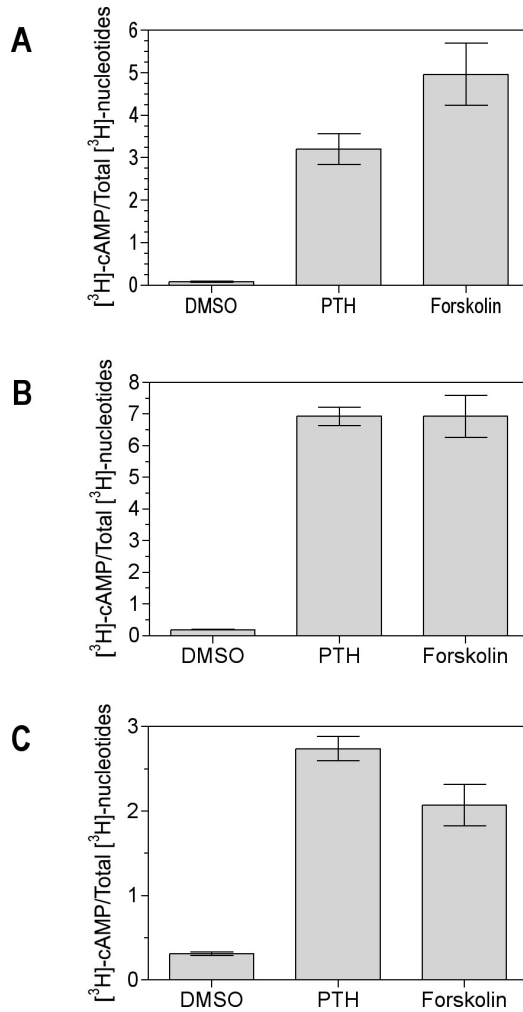 A
[³H]-cAMP/Total [³H]-nucleotides
6
5
4
3
2
1
0
DMSO PTH Forskolin
B
[³H]-cAMP/Total [³H]-nucleotides
8
7
6
5
4
3
2
1
0
DMSO PTH Forskolin
C
[³H]-cAMP/Total [³H]-nucleotides
3
2
1
0
DMSO PTH Forskolin